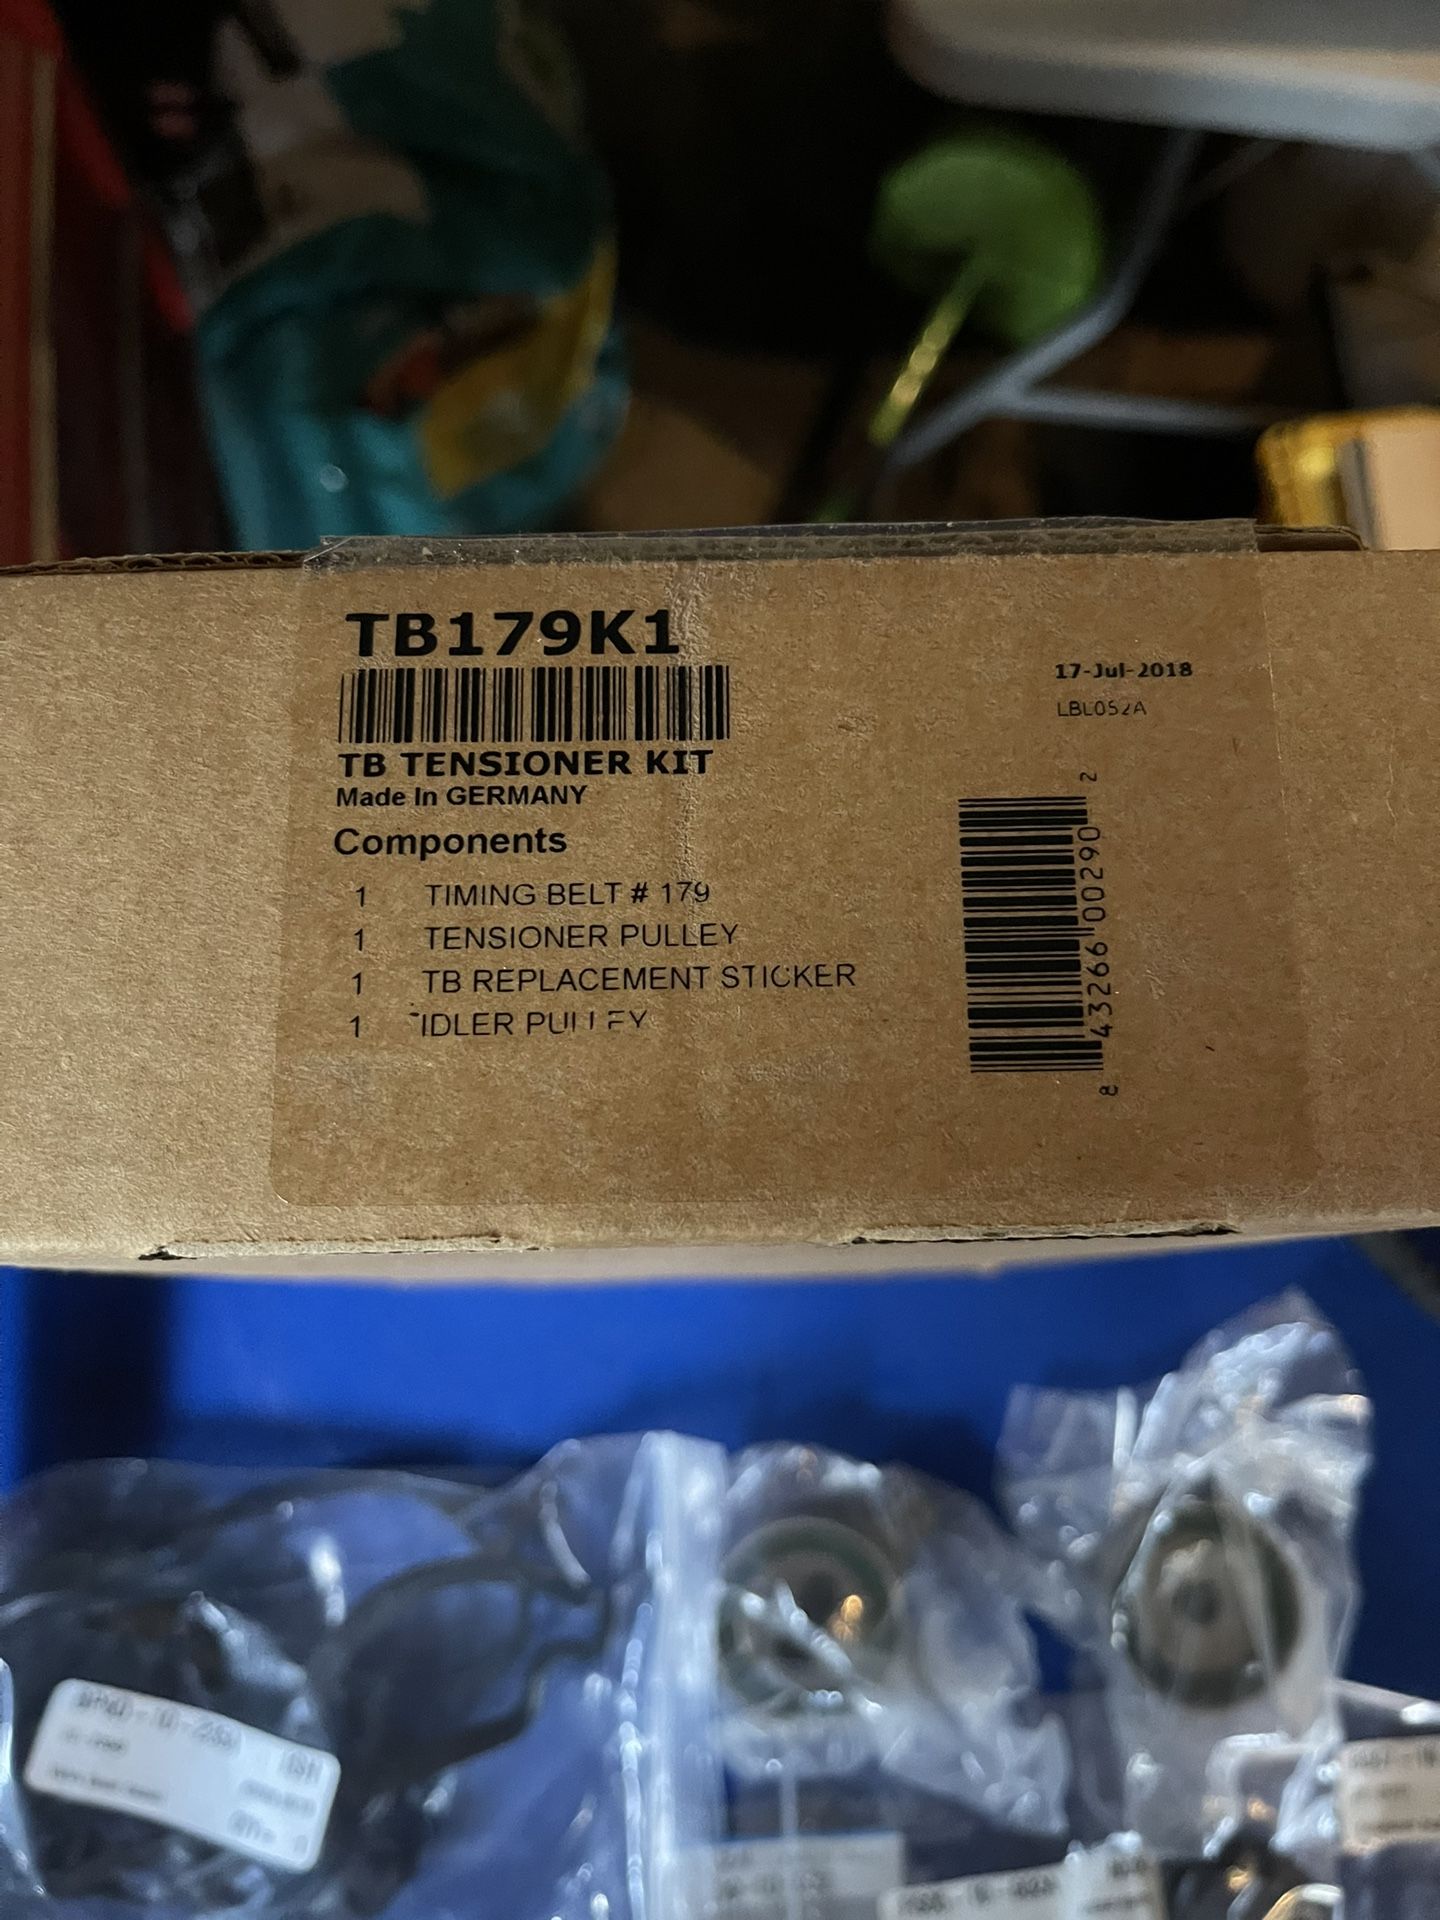 TB179K1
17-Jul-2018
LBL052A
TB TENSIONER KIT
Made In GERMANY
Components
1 TIMING BELT # 179
1 TENSIONER PULLEY
1 TB REPLACEMENT STICKER
1 IDLER PULLEY
8 43266 00290 2